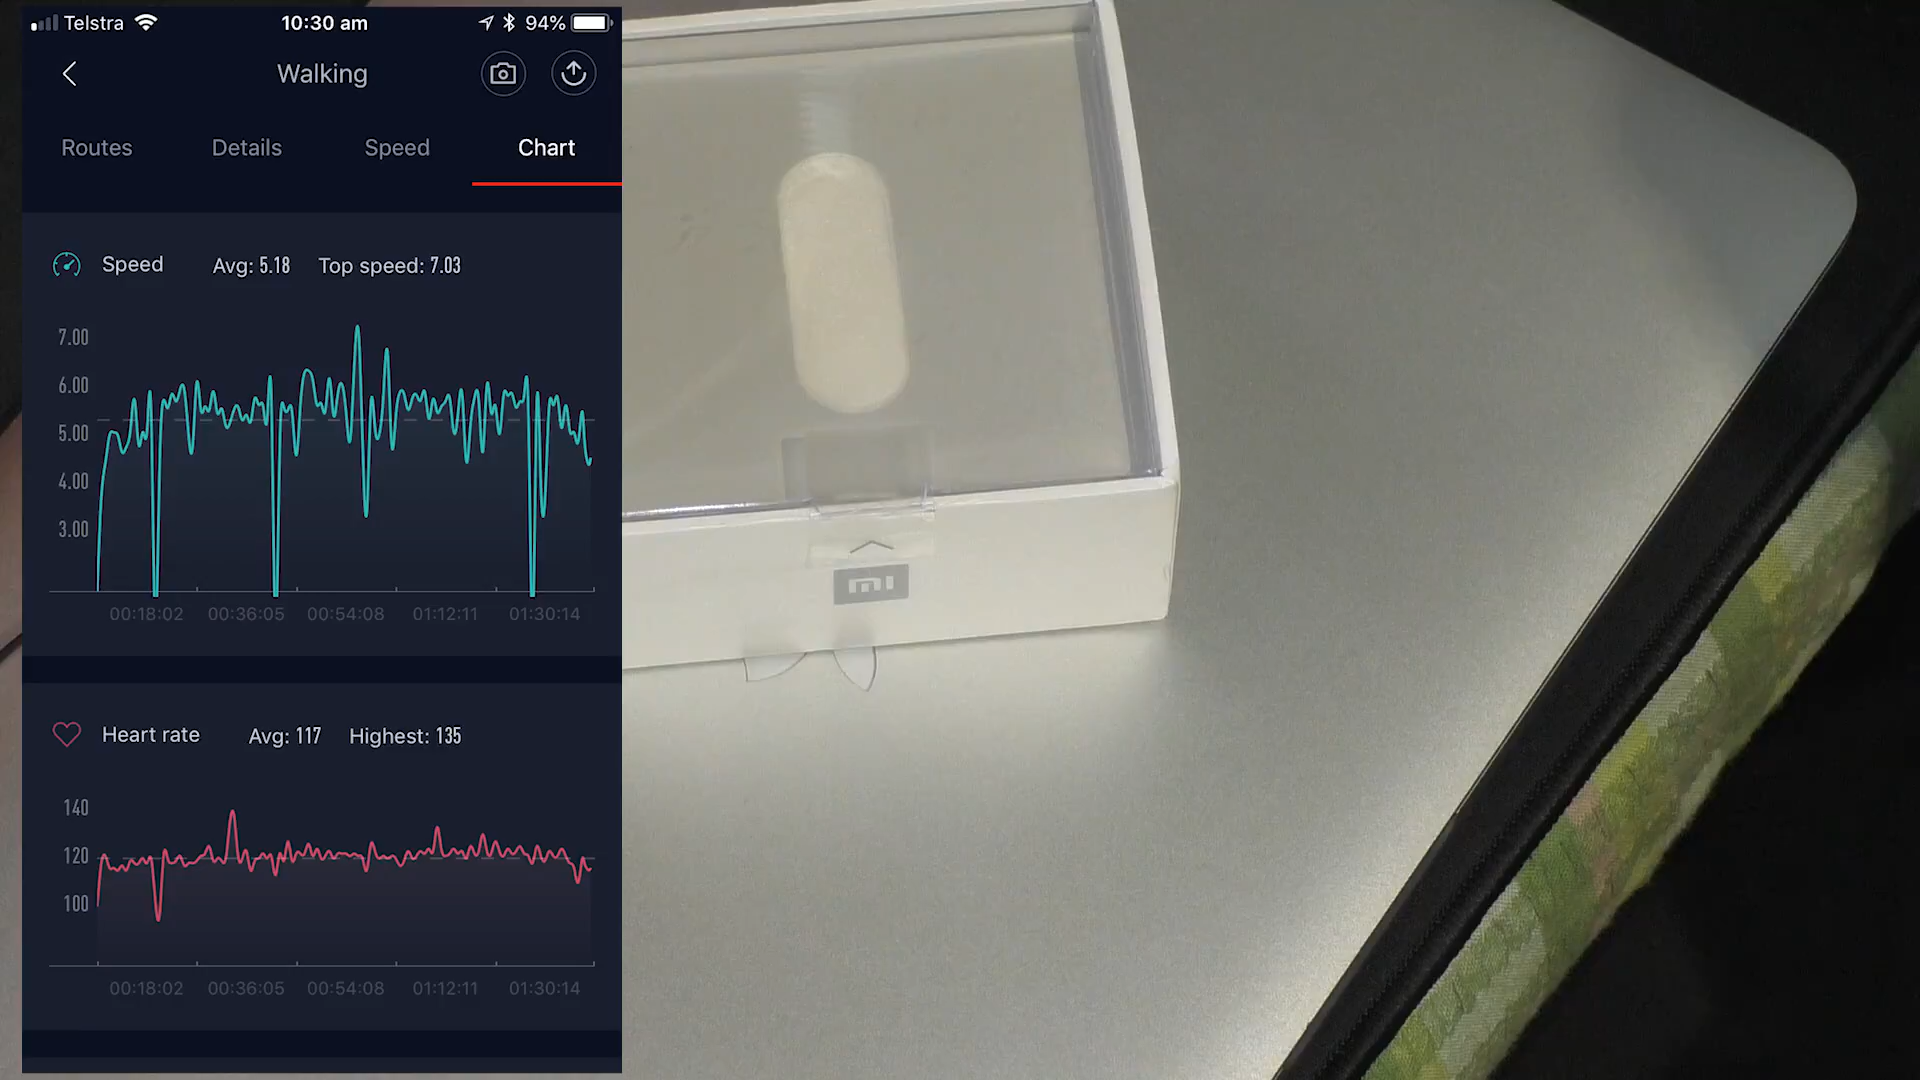 Telstra 10:30 am 94%
Walking
Routes Details Speed Chart
Speed Avg: 5.18 Top speed: 7.03
7.00
6.00
5.00
4.00
3.00
00:18:02 00:36:05 00:54:08 01:12:11 01:30:14
Heart rate Avg: 117 Highest: 135
140
120
100
00:18:02 00:36:05 00:54:08 01:12:11 01:30:14
mi